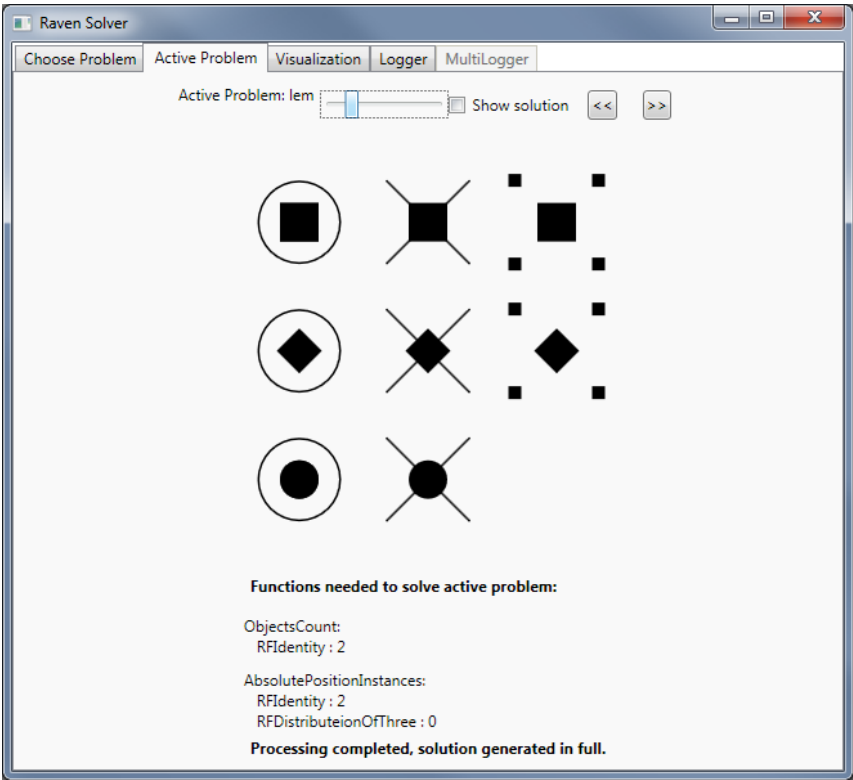 Raven Solver
Choose Problem Active Problem Visualization Logger MultiLogger
Active Problem: lem Show solution << >>
Functions needed to solve active problem:
ObjectsCount:
RFIdentity : 2
AbsolutePositionInstances:
RFIdentity : 2
RFDistributeionOfThree : 0
Processing completed, solution generated in full.